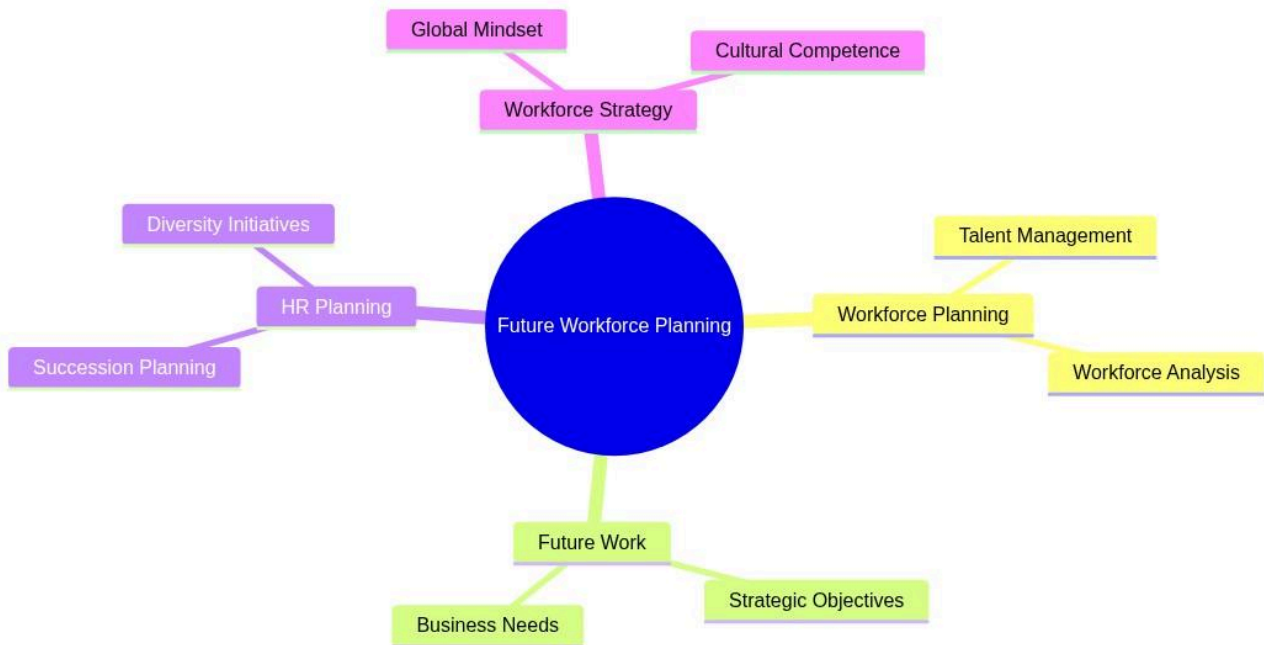 Global Mindset
Cultural Competence
Workforce Strategy
Diversity Initiatives
Talent Management
HR Planning
Workforce Planning
Future Workforce Planning
Succession Planning
Workforce Analysis
Future Work
Strategic Objectives
Business Needs